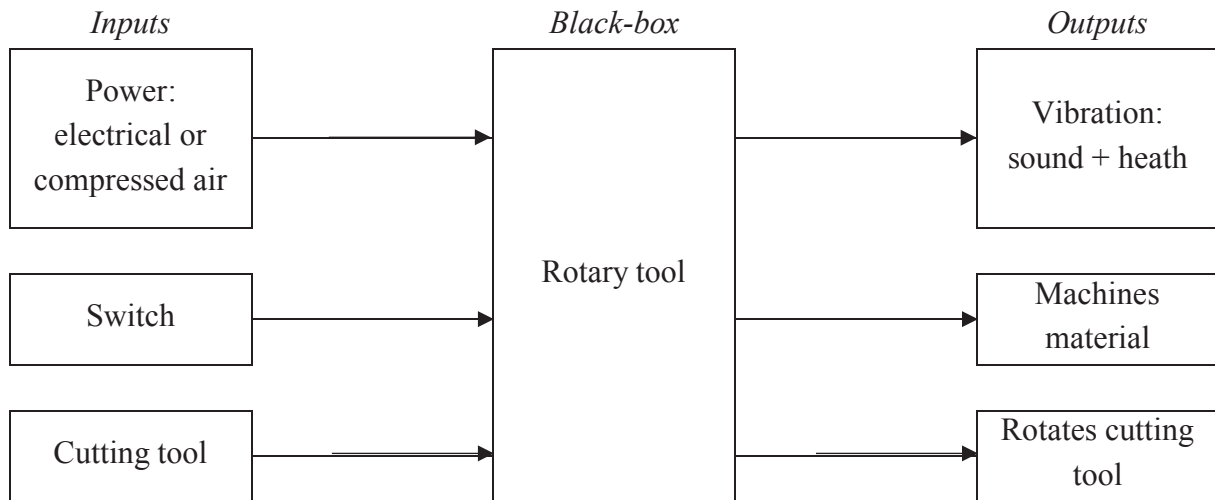 Inputs
Black-box
Outputs
Power:
electrical or
compressed air
Switch
Cutting tool
Rotary tool
Vibration:
sound + heath
Machines
material
Rotates cutting
tool